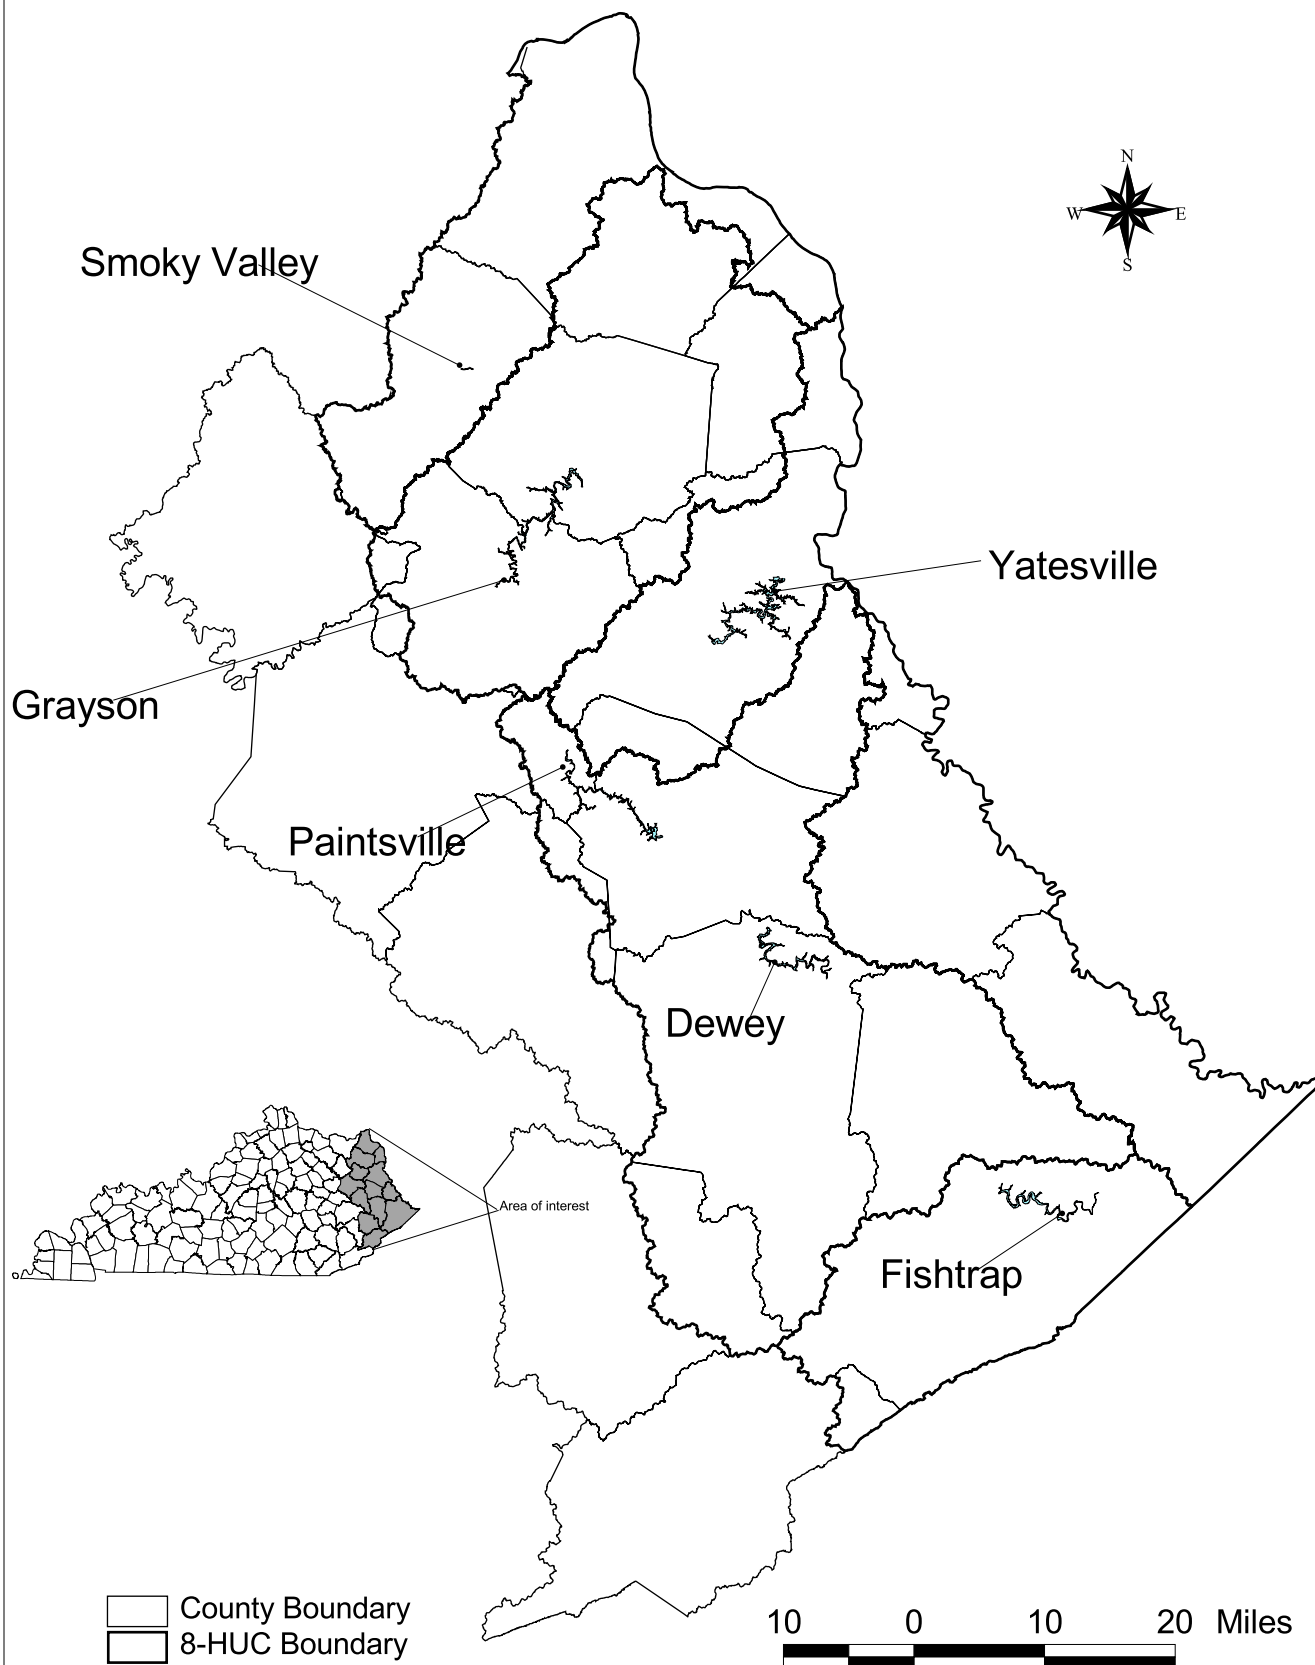 N
W E
S
Smoky Valley
Yatesville
Grayson
Paintsville
Dewey
Area of interest
Fishtrap
County Boundary
8-HUC Boundary
10 0 10 20 Miles